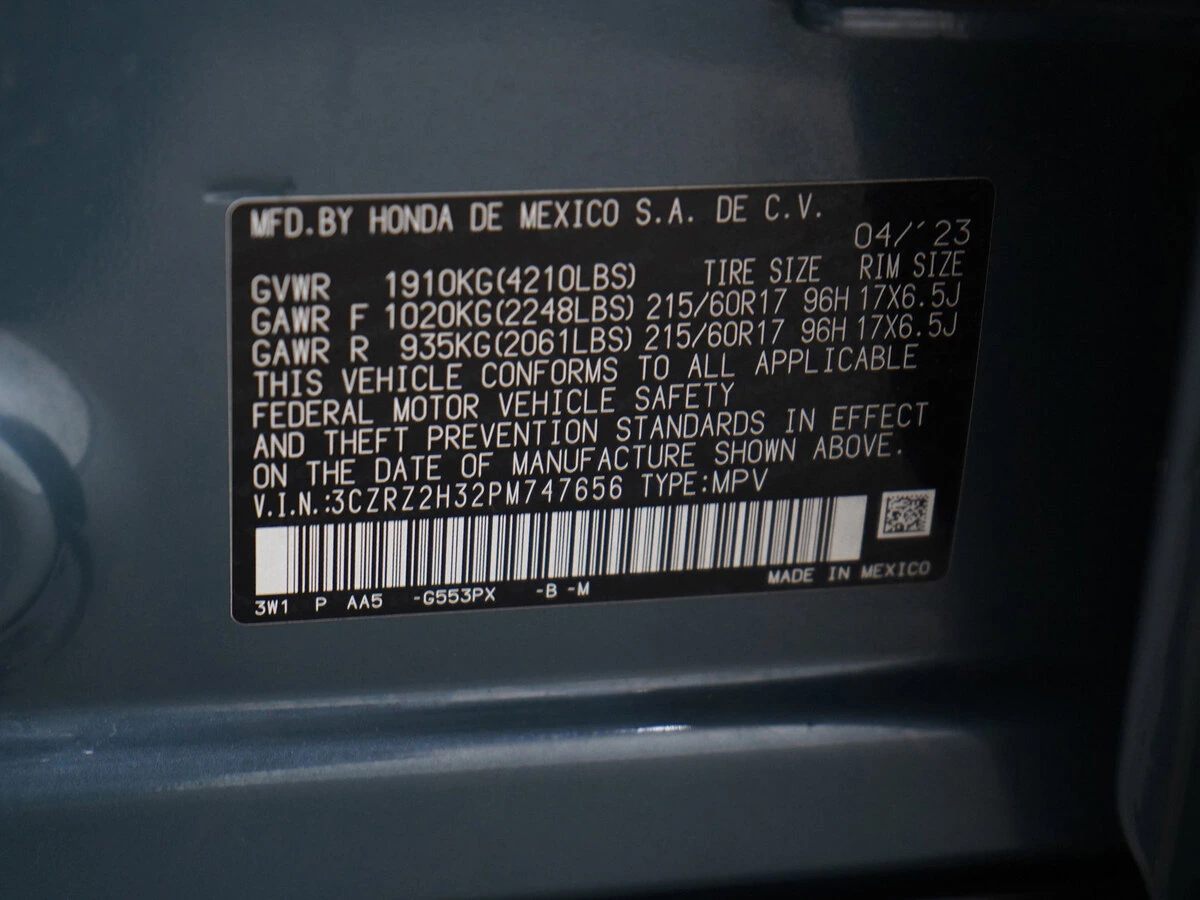 MFD.BY HONDA DE MEXICO S.A. DE C.V.
04/'23
GVWR 1910KG(4210LBS) TIRE SIZE RIM SIZE
GAWR F 1020KG(2248LBS) 215/60R17 96H 17X6.5J
GAWR R 935KG(2061LBS) 215/60R17 96H 17X6.5J
THIS VEHICLE CONFORMS TO ALL APPLICABLE
FEDERAL MOTOR VEHICLE SAFETY
AND THEFT PREVENTION STANDARDS IN EFFECT
ON THE DATE OF MANUFACTURE SHOWN ABOVE.
V.I.N.:3CZRZ2H32PM747656 TYPE:MPV
MADE IN MEXICO
3W1 P AA5 -G553PX -B -M